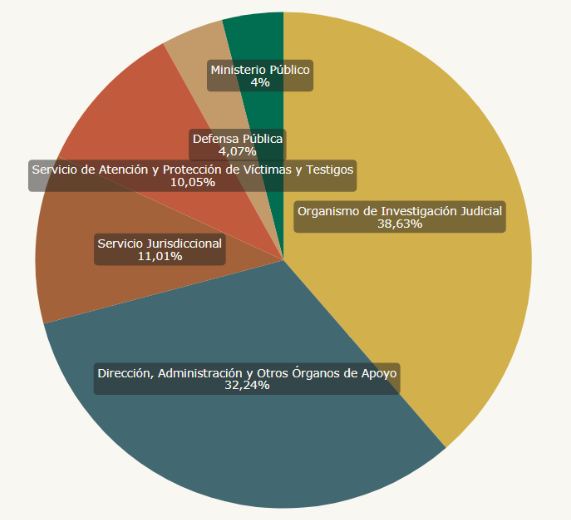 Ministerio Público
4%
Defensa Pública
4,07%
Servicio de Atención y Protección de Víctimas y Testigos
10,05%
Organismo de Investigación Judicial
38,63%
Servicio Jurisdiccional
11,01%
Dirección, Administración y Otros Órganos de Apoyo
32,24%